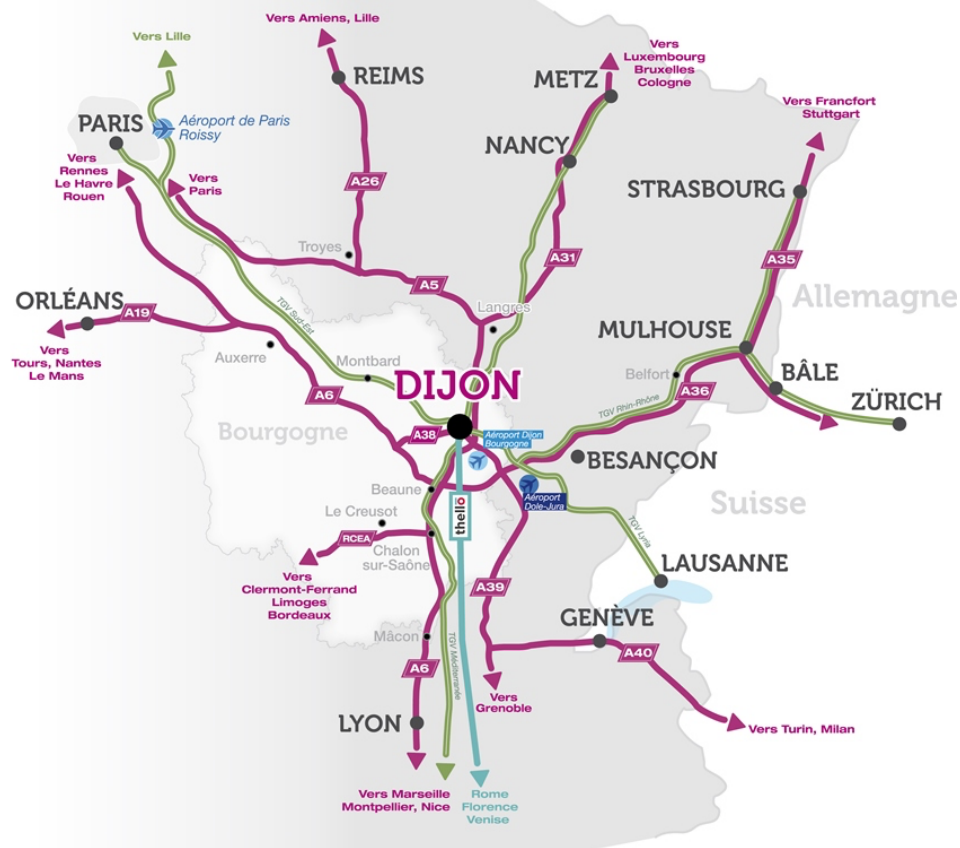 Vers Amiens, Lille
Vers Lille
REIMS
METZ
Vers
Luxembourg
Bruxelles
Cologne
PARIS
Aéroport de Paris
Roissy
Vers Francfort
Stuttgart
NANCY
Vers
Rennes
Le Havre
Rouen
Vers
Paris
A26
STRASBOURG
Troyes
A31
A35
A5
Allemagne
ORLÉANS
A19
TGV Sud-Est
Langres
Vers
Tours, Nantes
Le Mans
Auxerre
Montbard
MULHOUSE
Belfort
BÂLE
A6
DIJON
A36
ZÜRICH
TGV Rhin-Rhône
Bourgogne
A38
Aéroport Dijon
Bourgogne
BESANÇON
Beaune
Aéroport
Dole-Jura
Suisse
Le Creusot
thello
TGV Lyria
RCEA
Chalon
sur-Saône
LAUSANNE
Vers
Clermont-Ferrand
Limoges
Bordeaux
A39
GENÈVE
Mâcon
A40
TGV Méditerranée
A6
Vers
Grenoble
LYON
Vers Turin, Milan
Vers Marseille
Montpellier, Nice
Rome
Florence
Venise